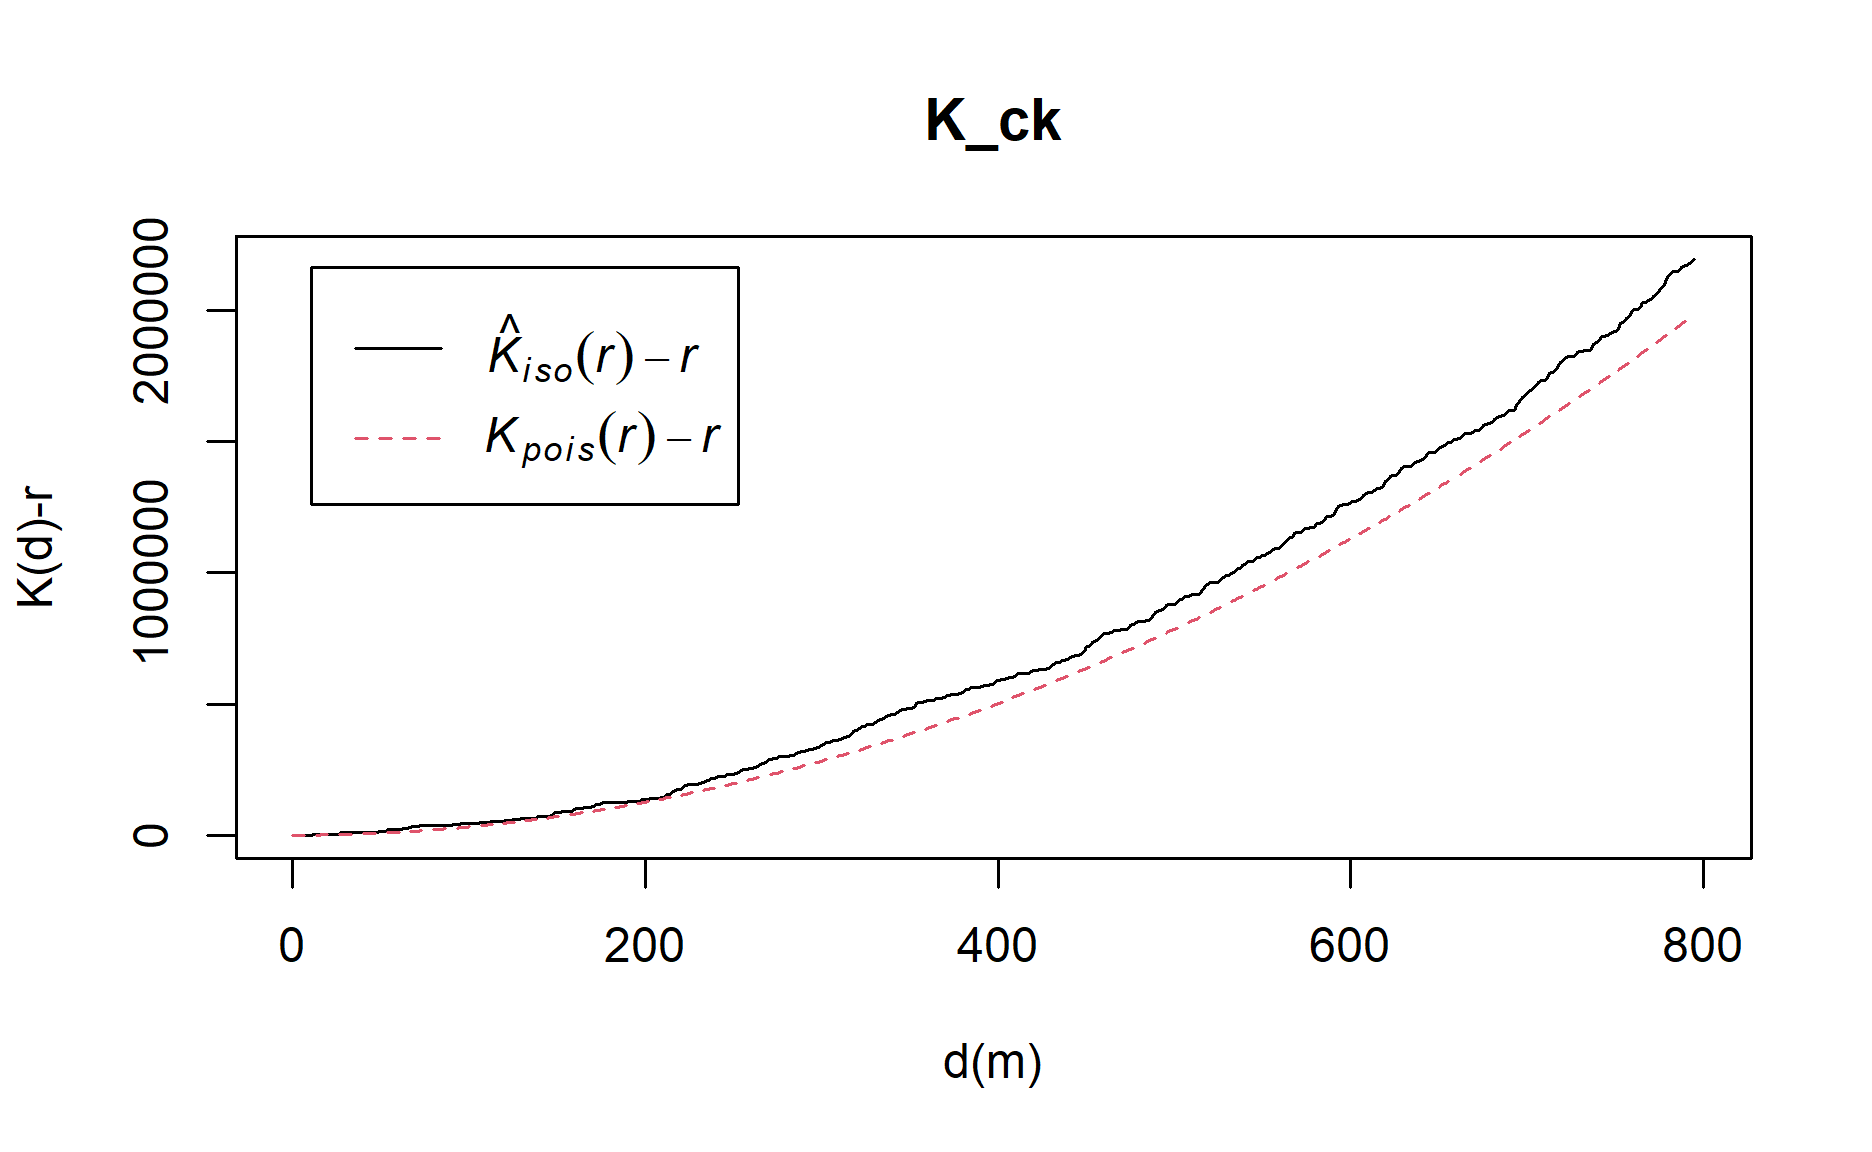 K_ck
K̂iso(r) – r
Kpois(r) – r
K(d)-r
2000000
1000000
0
0 200 400 600 800
d(m)